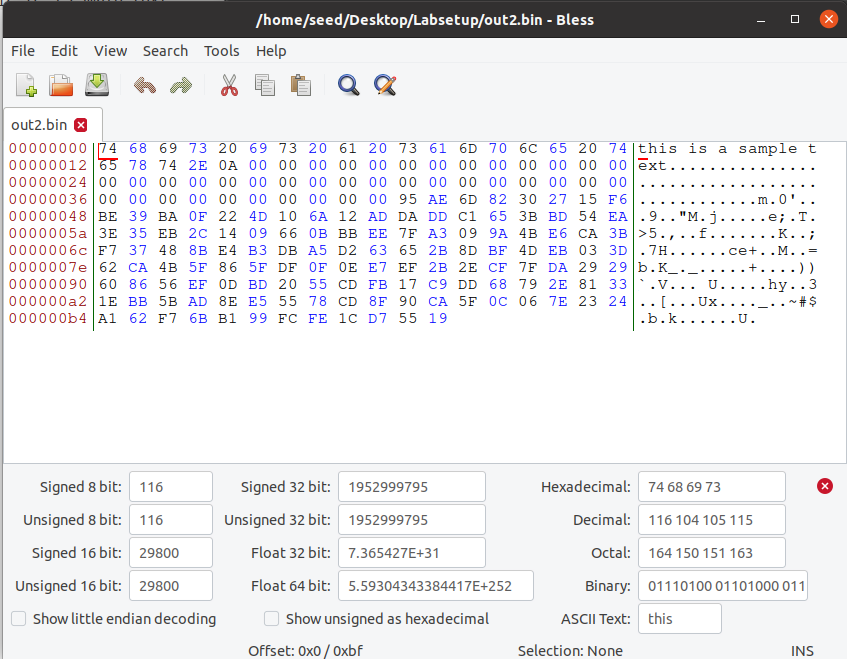 /home/seed/Desktop/Labsetup/out2.bin - Bless
File Edit View Search Tools Help
out2.bin
00000000 74 68 69 73 20 69 73 20 61 20 73 61 6D 70 6C 65 20 74 this is a sample t
00000012 65 78 74 2E 0A 00 00 00 00 00 00 00 00 00 00 00 00 00 ext...............
00000024 00 00 00 00 00 00 00 00 00 00 00 00 00 00 00 00 00 00 ..................
00000036 00 00 00 00 00 00 00 00 00 00 95 AE 6D 82 30 27 15 F6 ............m.0'..
00000048 BE 39 BA 0F 22 4D 10 6A 12 AD DA DD C1 65 3B BD 54 EA .9.."M.j.....e;.T.
0000005a 3E 35 EB 2C 14 09 66 0B BB EE 7F A3 09 9A 4B E6 CA 3B >5.,..f.......K..;
0000006c F7 37 48 8B E4 B3 DB A5 D2 63 65 2B 8D BF 4D EB 03 3D .7H......ce+..M..=
0000007e 62 CA 4B 5F 86 5F DF 0F 0E E7 EF 2B 2E CF 7F DA 29 29 b.K_._.....+....))
00000090 60 86 56 EF 0D BD 20 55 CD FB 17 C9 DD 68 79 2E 81 33 `.V... U.....hy..3
000000a2 1E BB 5B AD 8E E5 55 78 CD 8F 90 CA 5F 0C 06 7E 23 24 ..[...Ux...._..~#$
000000b4 A1 62 F7 6B B1 99 FC FE 1C D7 55 19 .b.k......U.
Signed 8 bit: 116 Signed 32 bit: 1952999795 Hexadecimal: 74 68 69 73
Unsigned 8 bit: 116 Unsigned 32 bit: 1952999795 Decimal: 116 104 105 115
Signed 16 bit: 29800 Float 32 bit: 7.365427E+31 Octal: 164 150 151 163
Unsigned 16 bit: 29800 Float 64 bit: 5.59304343384417E+252 Binary: 01110100 01101000 011
Show little endian decoding Show unsigned as hexadecimal ASCII Text: this
Offset: 0x0 / 0xbf Selection: None INS